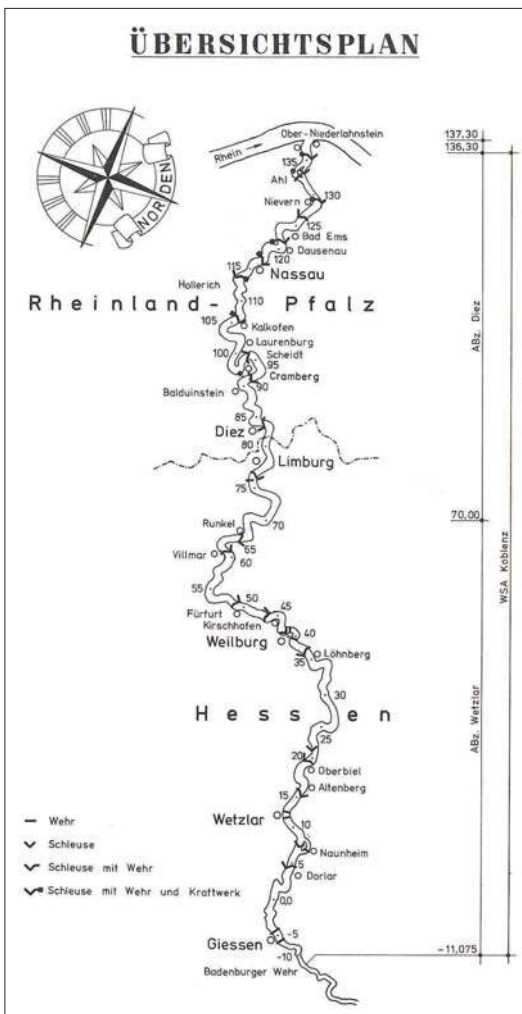 ÜBERSICHTSPLAN
NORDEN
Ober-Niederlahnstein
137,30
136,30
Rhein
135
Ahl
130
Nievern
125
Bad Ems
Dausenau
120
115
Nassau
Hollerich
110
Rheinland-Pfalz
105
Kalkofen
Laurenburg
100
Scheidt
95
Cramberg
90
Balduinstein
85
Diez
80
Limburg
75
70
70,00
Runkel
65
Villmar
60
55
50
45
Fürfurt
Kirschhofen
40
Weilburg
35
Löhnberg
30
Hessen
25
20
Oberbiel
Altenberg
15
Wetzlar
10
Naunheim
5
Dorlar
0,0
-5
Giessen
-10
-11,075
Badenburger Wehr
ABz. Diez
WSA Koblenz
ABz. Wetzlar
Wehr
Schleuse
Schleuse mit Wehr
Schleuse mit Wehr und Kraftwerk